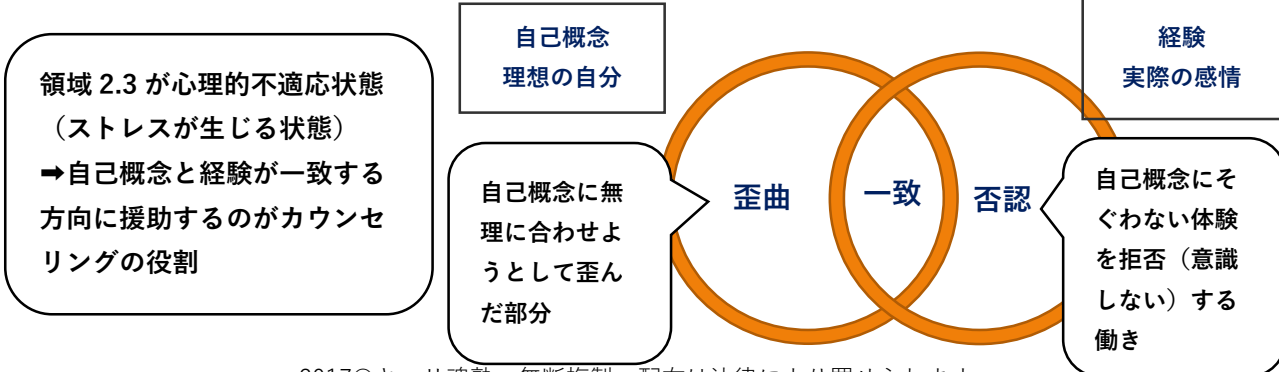 自己概念
理想の自分
経験
実際の感情
領域 2.3 が心理的不適応状態
（ストレスが生じる状態）
➡自己概念と経験が一致する
方向に援助するのがカウンセ
リングの役割
自己概念に無
理に合わせよ
うとして歪ん
だ部分
歪曲
一致
否認
自己概念にそ
ぐわない体験
を拒否（意識
しない）する
働き